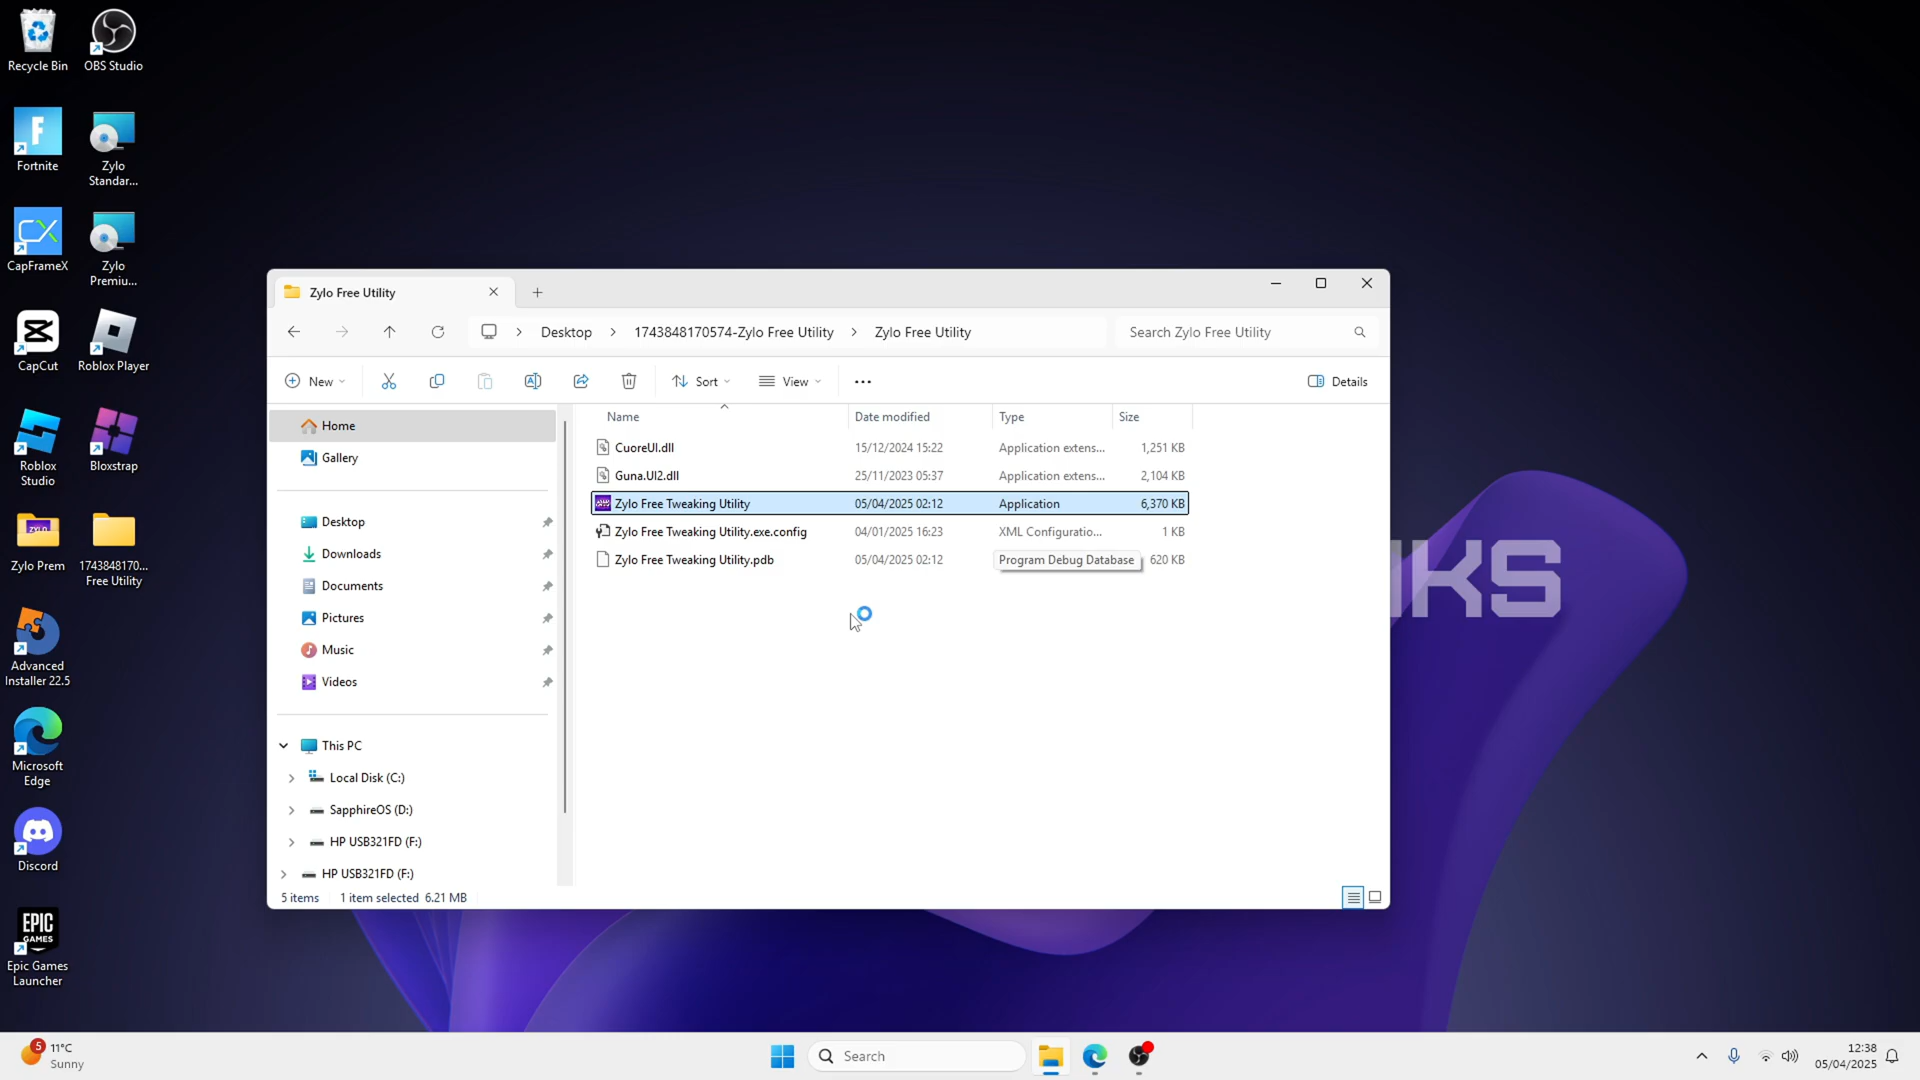 Recycle Bin
OBS Studio
Fortnite
Zylo
Standar...
CapFrameX
Zylo
Premiu...
CapCut
Roblox Player
Roblox
Studio
Bloxstrap
ZYLO
Zylo Prem
1743848170...
Free Utility
Advanced
Installer 22.5
Microsoft
Edge
Discord
EPIC
GAMES
Epic Games
Launcher
Zylo Free Utility
Desktop
1743848170574-Zylo Free Utility
Zylo Free Utility
Search Zylo Free Utility
New
Sort
View
Details
Home
Gallery
Desktop
Downloads
Documents
Pictures
Music
Videos
This PC
Local Disk (C:)
SapphireOS (D:)
HP USB321FD (F:)
HP USB321FD (F:)
Name Date modified Type Size
CuoreUI.dll 15/12/2024 15:22 Application extens... 1,251 KB
Guna.UI2.dll 25/11/2023 05:37 Application extens... 2,104 KB
Zylo Free Tweaking Utility 05/04/2025 02:12 Application 6,370 KB
Zylo Free Tweaking Utility.exe.config 04/01/2025 16:23 XML Configuratio... 1 KB
Zylo Free Tweaking Utility.pdb 05/04/2025 02:12 Program Debug Database 620 KB
5 items 1 item selected 6.21 MB
KS
5
11°C
Sunny
Search
12:38
05/04/2025